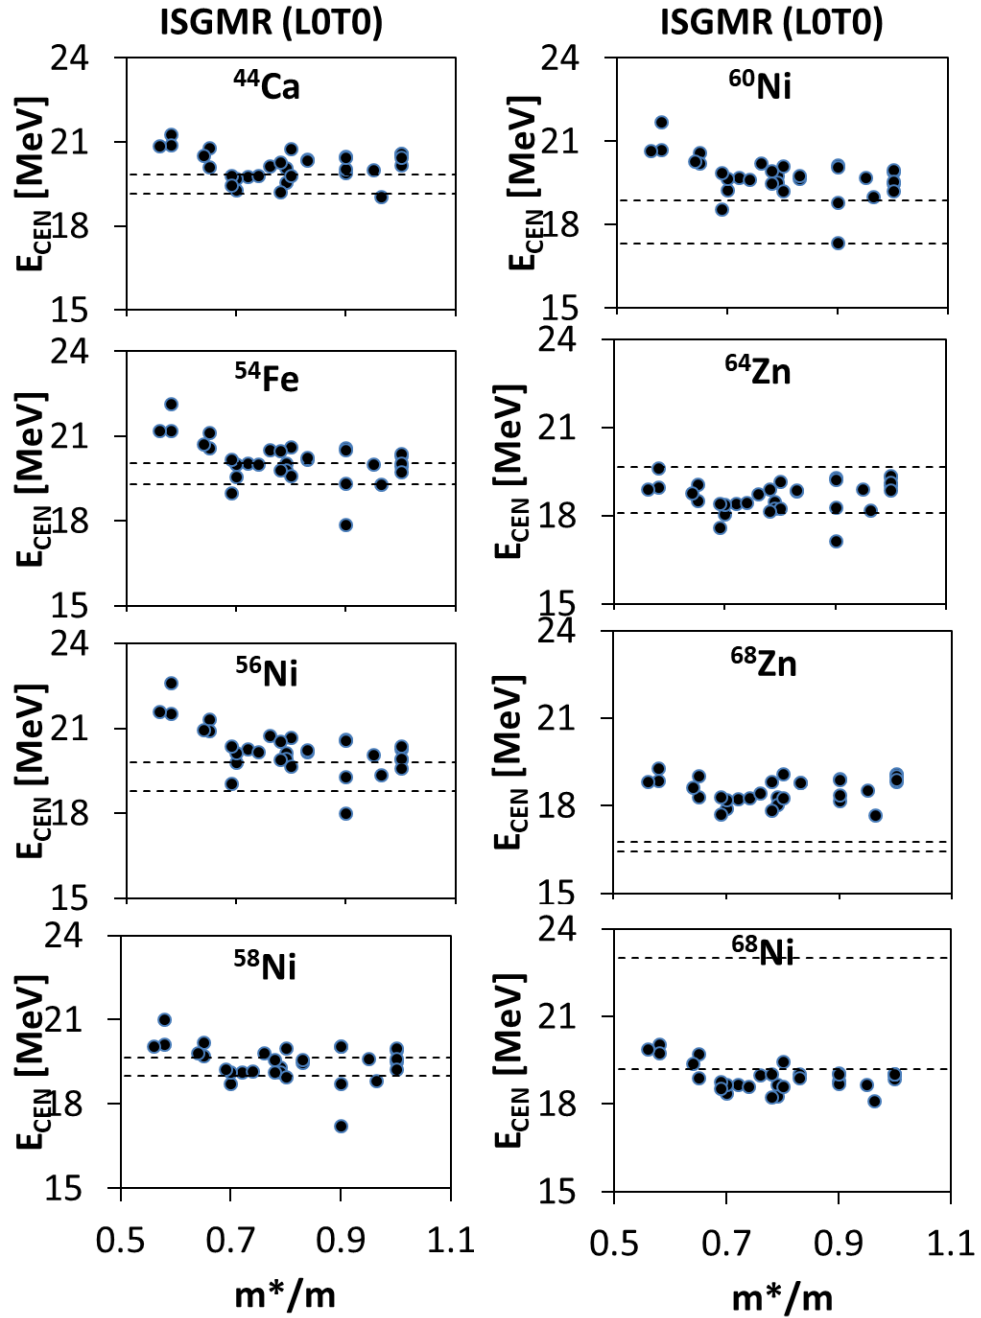 ISGMR (L0T0)
24
21
18
15
E_CEN [MeV]
⁴⁴Ca
24
21
18
15
E_CEN [MeV]
⁵⁴Fe
24
21
18
15
E_CEN [MeV]
⁵⁶Ni
24
21
18
15
E_CEN [MeV]
⁵⁸Ni
0.5 0.7 0.9 1.1
m*/m
ISGMR (L0T0)
24
21
18
15
E_CEN [MeV]
⁶⁰Ni
24
21
18
15
E_CEN [MeV]
⁶⁴Zn
24
21
18
15
E_CEN [MeV]
⁶⁸Zn
24
21
18
15
E_CEN [MeV]
⁶⁸Ni
0.5 0.7 0.9 1.1
m*/m